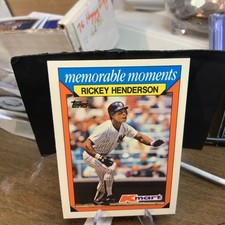 memorable moments
RICKEY HENDERSON
Topps
Kmart